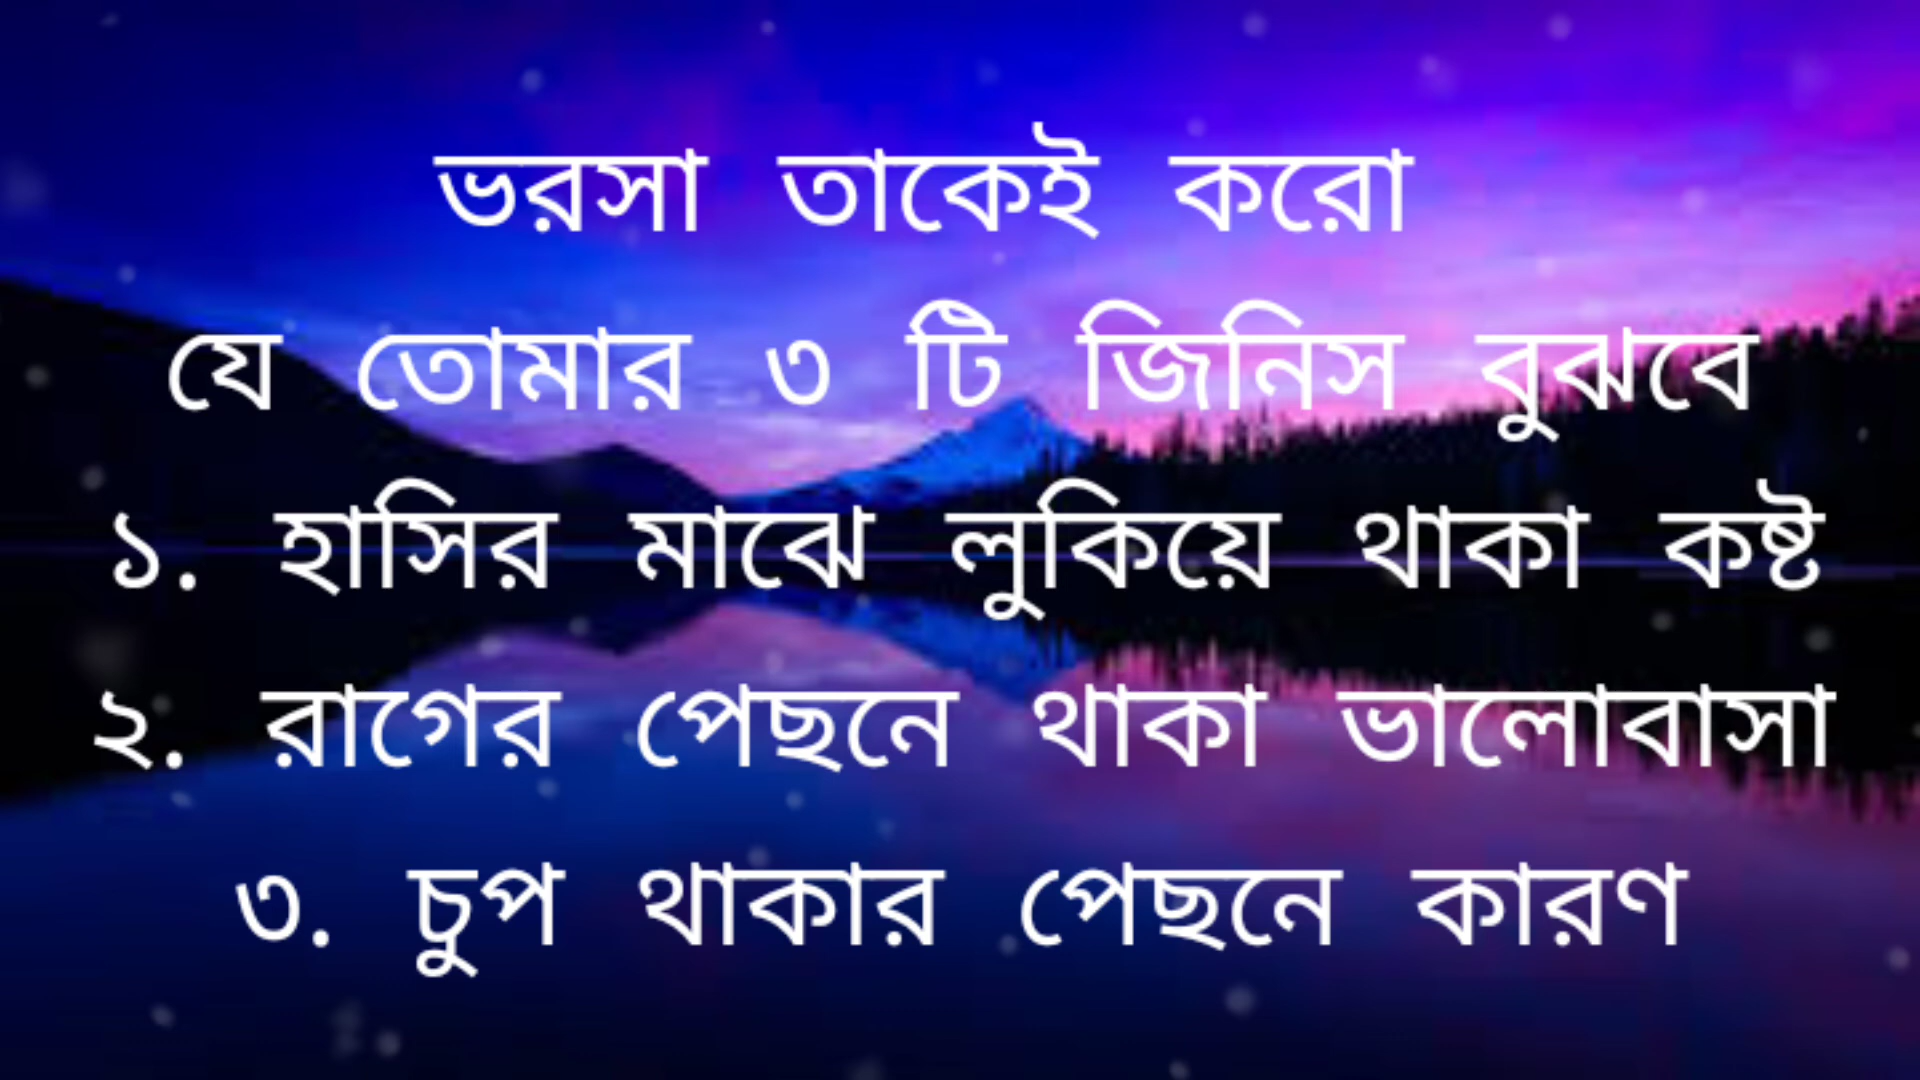 ভরসা তাকেই করো
যে তোমার ৩ টি জিনিস বুঝবে
১. হাসির মাঝে লুকিয়ে থাকা কষ্ট
২. রাগের পেছনে থাকা ভালোবাসা
৩. চুপ থাকার পেছনে কারণ